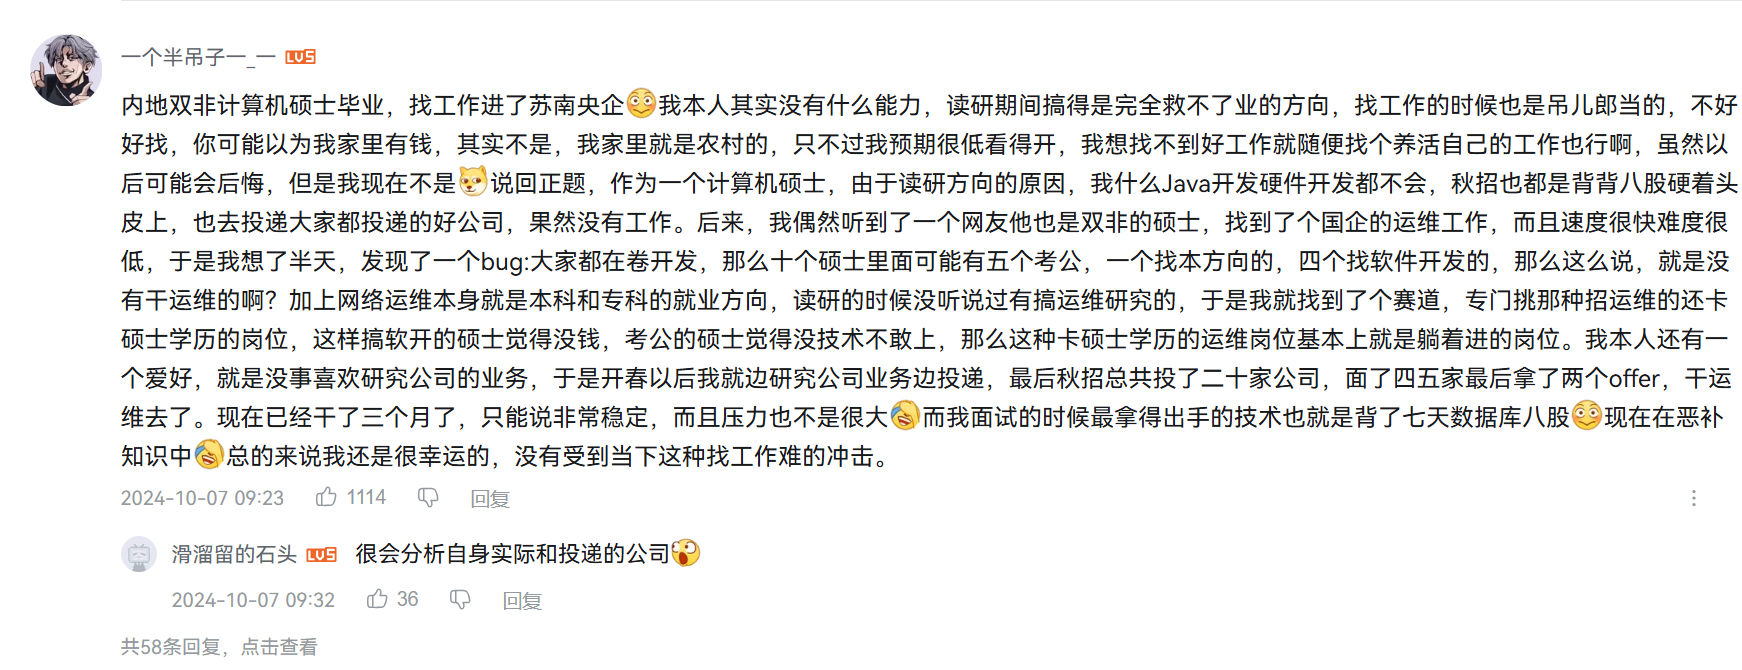 一个半吊子一_一 LV5
内地双非计算机硕士毕业，找工作进了苏南央企我本人其实没有什么能力，读研期间搞得是完全救不了业的方向，找工作的时候也是吊儿郎当的，不好
好找，你可能以为我家里有钱，其实不是，我家里就是农村的，只不过我预期很低看得开，我想找不到好工作就随便找个养活自己的工作也行啊，虽然以
后可能会后悔，但是我现在不是说回正题，作为一个计算机硕士，由于读研方向的原因，我什么Java开发硬件开发都不会，秋招也都是背背八股硬着头
皮上，也去投递大家都投递的好公司，果然没有工作。后来，我偶然听到了一个网友他也是双非的硕士，找到了个国企的运维工作，而且速度很快难度很
低，于是我想了半天，发现了一个bug:大家都在卷开发，那么十个硕士里面可能有五个考公，一个找本方向的，四个找软件开发的，那么这么说，就是没
有干运维的啊？加上网络运维本身就是本科和专科的就业方向，读研的时候没听说过有搞运维研究的，于是我就找到了个赛道，专门挑那种招运维的还卡
硕士学历的岗位，这样搞软开的硕士觉得没钱，考公的硕士觉得没技术不敢上，那么这种卡硕士学历的运维岗位基本上就是躺着进的岗位。我本人还有一
个爱好，就是没事喜欢研究公司的业务，于是开春以后我就边研究公司业务边投递，最后秋招总共投了二十家公司，面了四五家最后拿了两个offer，干运
维去了。现在已经干了三个月了，只能说非常稳定，而且压力也不是很大而我面试的时候最拿得出手的技术也就是背了七天数据库八股现在在恶补
知识中总的来说我还是很幸运的，没有受到当下这种找工作难的冲击。
2024-10-07 09:23 1114 回复
滑溜留的石头 LV5 很会分析自身实际和投递的公司
2024-10-07 09:32 36 回复
共58条回复，点击查看